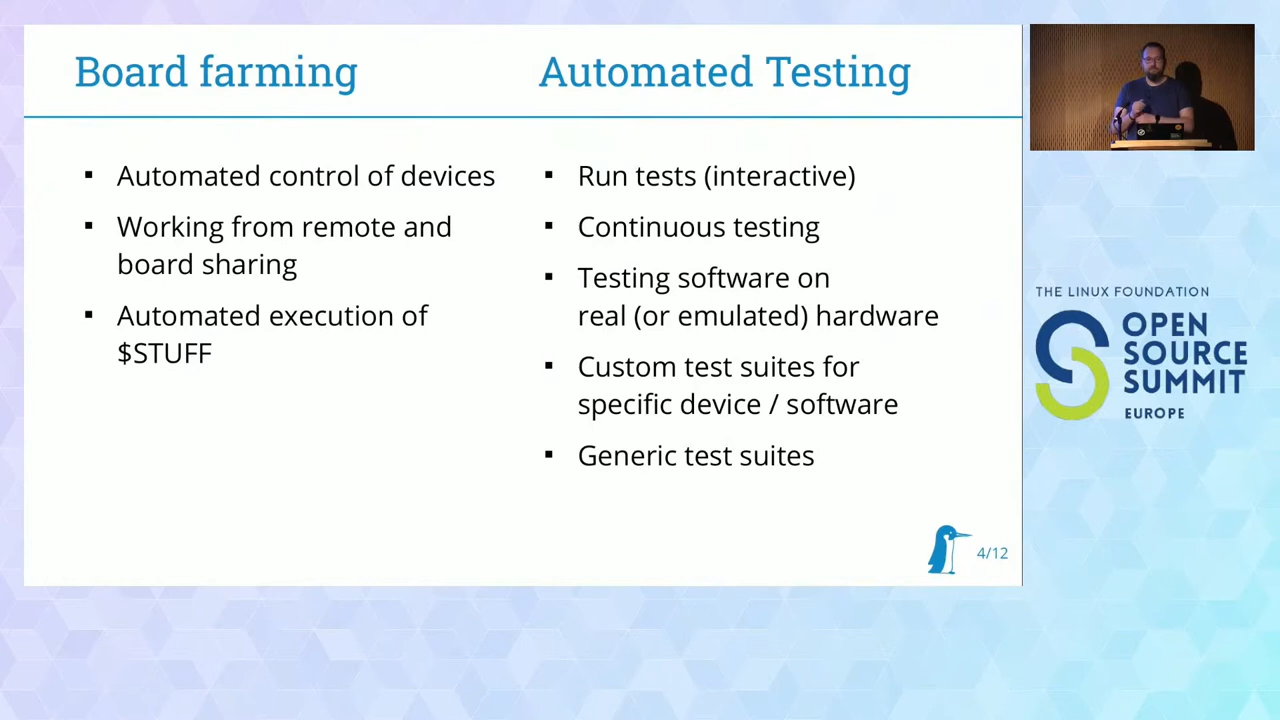 Board farming
Automated Testing
▪ Automated control of devices
▪ Working from remote and
board sharing
▪ Automated execution of
$STUFF
▪ Run tests (interactive)
▪ Continuous testing
▪ Testing software on
real (or emulated) hardware
▪ Custom test suites for
specific device / software
▪ Generic test suites
4/12
THE LINUX FOUNDATION
OPEN
SOURCE
SUMMIT
EUROPE